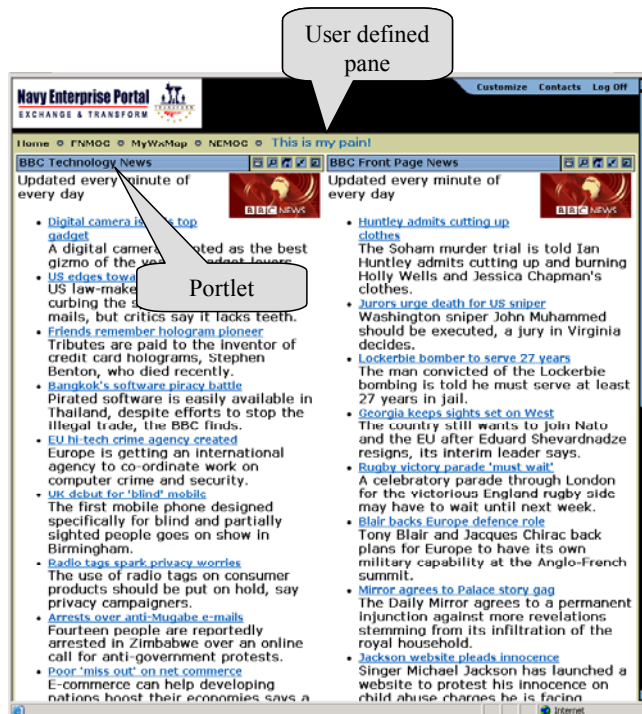 User defined
pane
Navy Enterprise Portal
EXCHANGE & TRANSFORM
Customize Contacts Log Off
Home FNMOC MyWxMap NEMOC This is my pain!
BBC Technology News
Updated every minute of
every day
BBC NEWS
Digital camera is top
gadget
A digital camera voted as the best
gizmo of the
US edges
US law-make
curbing the
mails, but critics say it lacks teeth.
Portlet
Friends remember hologram pioneer
Tributes are paid to the inventor of
credit card holograms, Stephen
Benton, who died recently.
Bangkok's software piracy battle
Pirated software is easily available in
Thailand, despite efforts to stop the
illegal trade, the BBC finds.
EU hi-tech crime agency created
Europe is getting an international
agency to co-ordinate work on
computer crime and security.
UK debut for 'blind' mobile
The first mobile phone designed
specifically for blind and partially
sighted people goes on show in
Birmingham.
Radio tags spark privacy worries
The use of radio tags on consumer
products should be put on hold, say
privacy campaigners.
Arrests over anti-Mugabe e-mails
Fourteen people are reportedly
arrested in Zimbabwe over an online
call for anti-government protests.
Poor 'miss out' on net commerce
E-commerce can help developing
nations boost their economies says a
BBC Front Page News
Updated every minute of
every day
BBC NEWS
Huntley admits cutting up
clothes
The Soham murder trial is told Ian
Huntley admits cutting up and burning
Holly Wells and Jessica Chapman's
clothes.
Jurors urge death for US sniper
Washington sniper John Muhammed
should be executed, a jury in Virginia
decides.
Lockerbie bomber to serve 27 years
The man convicted of the Lockerbie
bombing is told he must serve at least
27 years in jail.
Georgia keeps sights set on West
The country still wants to join Nato
and the EU after Eduard Shevardnadze
resigns, its interim leader says.
Rugby victory parade 'must wait'
A celebratory parade through London
for the victorious England rugby side
may have to wait until next week.
Blair backs Europe defence role
Tony Blair and Jacques Chirac back
plans for Europe to have its own
military capability at the Anglo-French
summit.
Mirror agrees to Palace story gag
The Daily Mirror agrees to a permanent
injunction against more revelations
stemming from its infiltration of the
royal household.
Jackson website pleads innocence
Singer Michael Jackson has launched a
website to protest his innocence on
child abuse charges he is facing
Internet